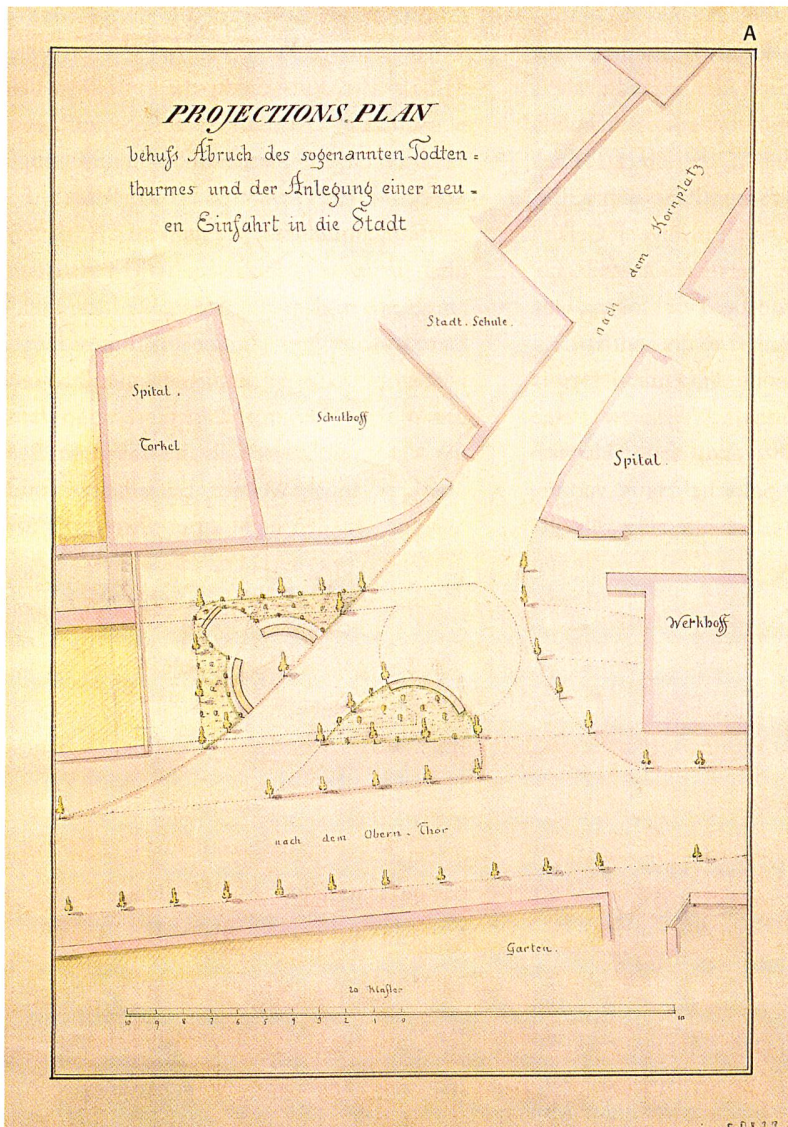 A
PROJECTIONS. PLAN
behufs Abruch des sogenannten Todten =
thurmes und der Anlegung einer neu =
en Einfahrt in die Stadt
nach dem Kornplatz
Stadt. Schule.
Spital.
Torkel
Schulhoff
Spital.
Werkhoff
nach dem Obern. Thor
Garten.
20 Klafter
10 9 8 7 6 5 4 3 2 1 0 10